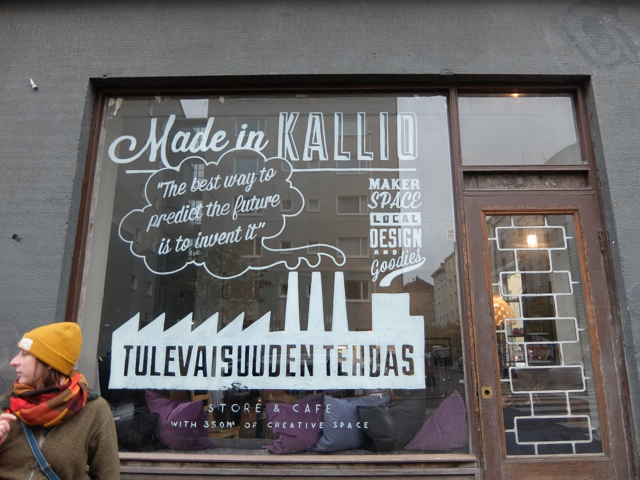 Made in KALLIO
"The best way to
predict the future
is to invent it"
MAKER
SPACE
LOCAL
DESIGN
AND
Goodies
TULEVAISUUDEN TEHDAS
STORE & CAFE
WITH 350M² OF CREATIVE SPACE